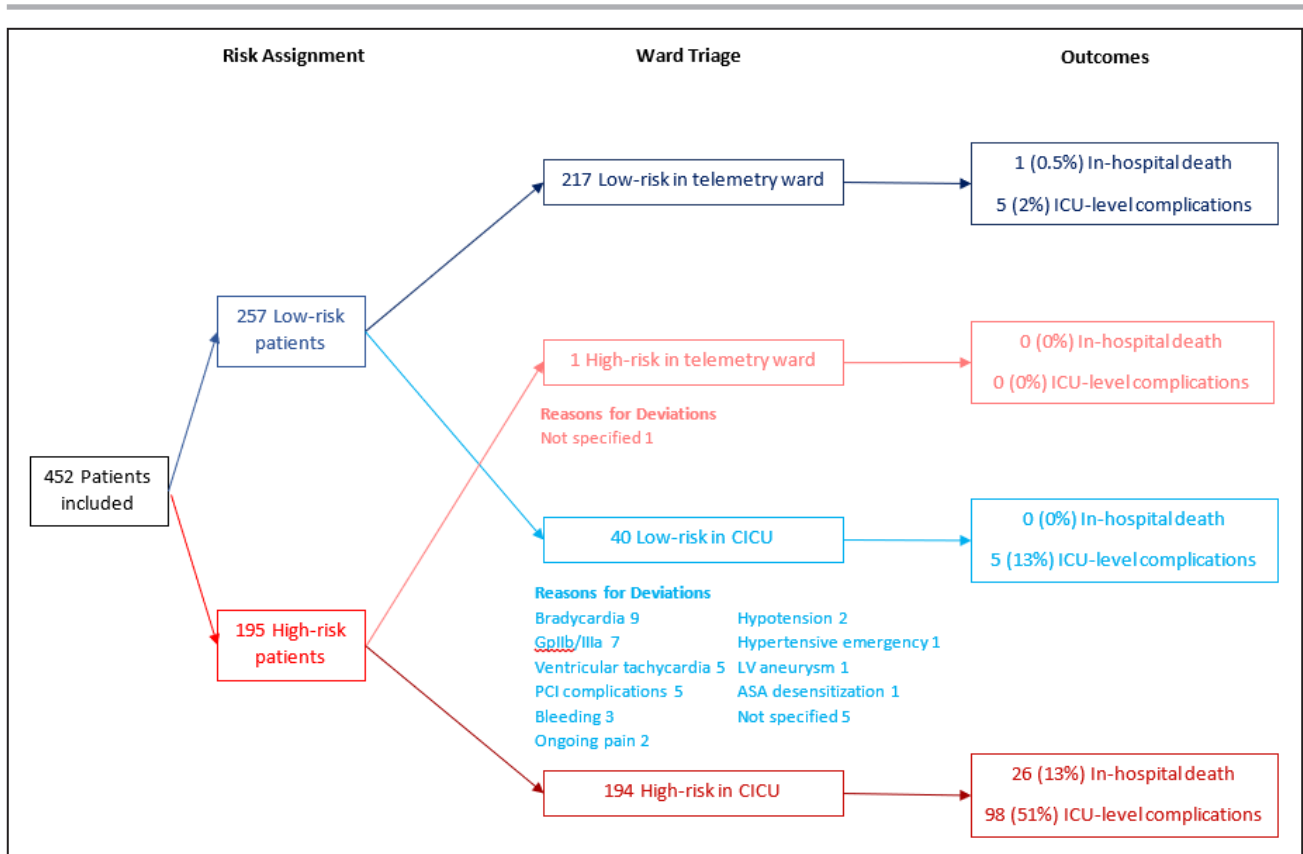 Risk Assignment
Ward Triage
Outcomes
217 Low-risk in telemetry ward
1 (0.5%) In-hospital death
5 (2%) ICU-level complications
257 Low-risk
patients
1 High-risk in telemetry ward
0 (0%) In-hospital death
0 (0%) ICU-level complications
Reasons for Deviations
Not specified 1
452 Patients
included
40 Low-risk in CICU
0 (0%) In-hospital death
5 (13%) ICU-level complications
195 High-risk
patients
Reasons for Deviations
Bradycardia 9
GpIIb/IIIa 7
Ventricular tachycardia 5
PCI complications 5
Bleeding 3
Ongoing pain 2
Hypotension 2
Hypertensive emergency 1
LV aneurysm 1
ASA desensitization 1
Not specified 5
194 High-risk in CICU
26 (13%) In-hospital death
98 (51%) ICU-level complications